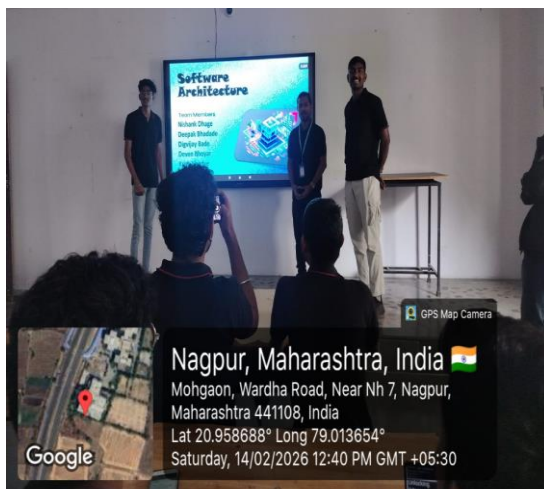 Software
Architecture
Team Members
Nishank Dhage
Deepak Bhadade
Digvijay Bade
GPS Map Camera
Nagpur, Maharashtra, India
Mohgaon, Wardha Road, Near Nh 7, Nagpur,
Maharashtra 441108, India
Lat 20.958688° Long 79.013654°
Saturday, 14/02/2026 12:40 PM GMT +05:30
Google